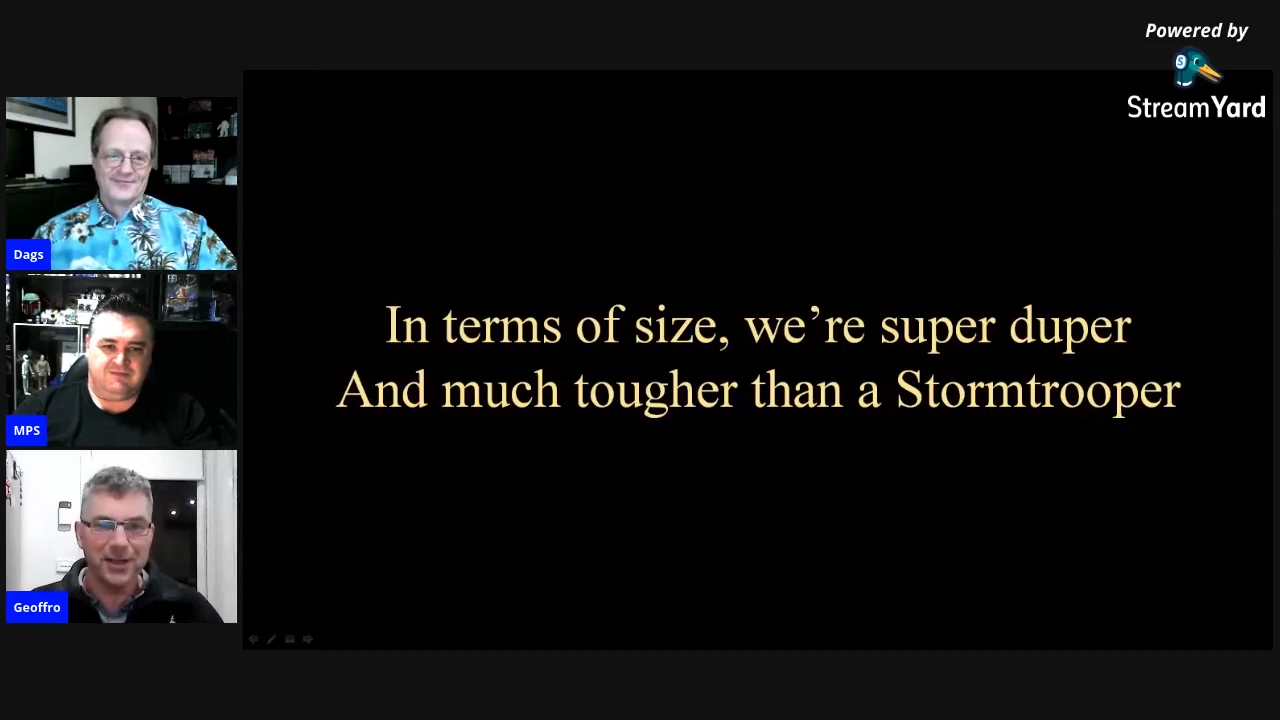 Powered by
StreamYard
Dags
MPS
Geoffro
In terms of size, we’re super duper
And much tougher than a Stormtrooper